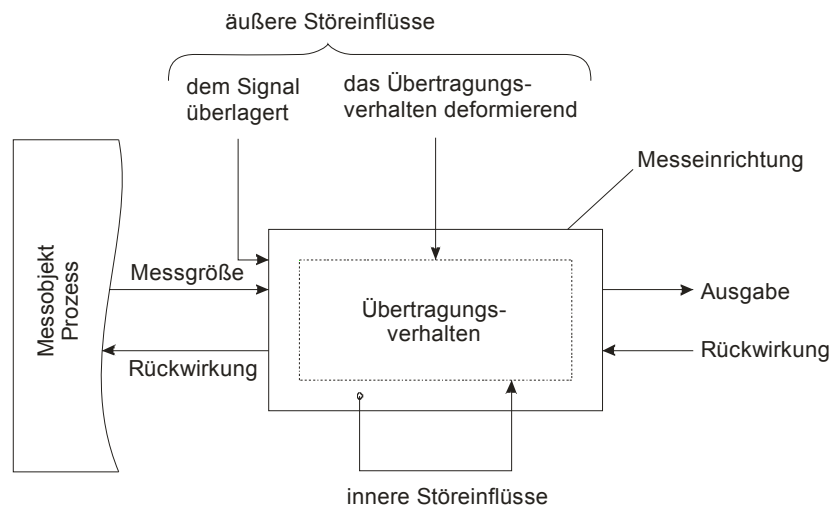 äußere Störeinflüsse
dem Signal
überlagert
das Übertragungs-
verhalten deformierend
Messeinrichtung
Messobjekt
Prozess
Messgröße
Übertragungs-
verhalten
Ausgabe
Rückwirkung
Rückwirkung
innere Störeinflüsse